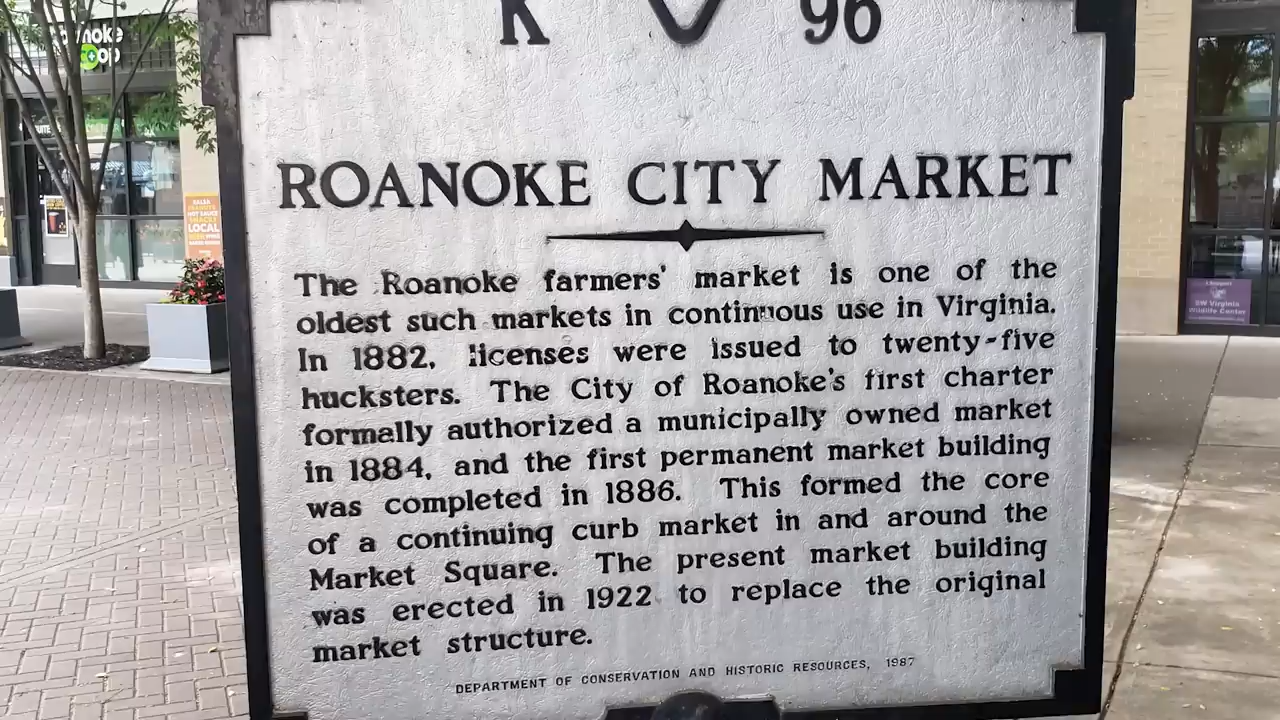 K 96
ROANOKE CITY MARKET
The Roanoke farmers' market is one of the
oldest such markets in continuous use in Virginia.
In 1882, licenses were issued to twenty-five
hucksters. The City of Roanoke's first charter
formally authorized a municipally owned market
in 1884, and the first permanent market building
was completed in 1886. This formed the core
of a continuing curb market in and around the
Market Square. The present market building
was erected in 1922 to replace the original
market structure.
DEPARTMENT OF CONSERVATION AND HISTORIC RESOURCES, 1987
SALSA
LOCAL
SW Virginia
Wildlife Center